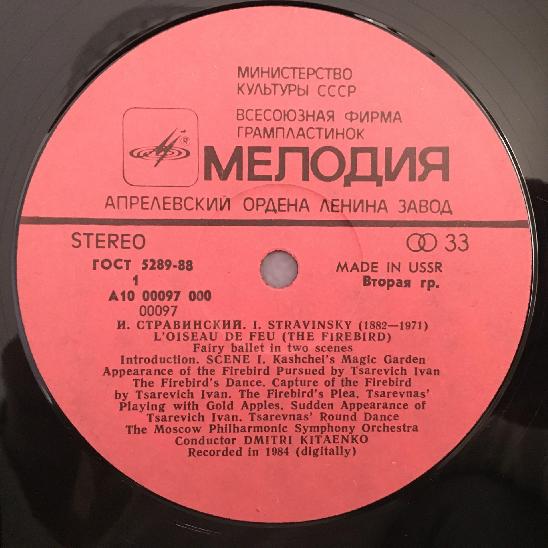 МИНИСТЕРСТВО
КУЛЬТУРЫ СССР
ВСЕСОЮЗНАЯ ФИРМА
ГРАМПЛАСТИНОК
МЕЛОДИЯ
АПРЕЛЕВСКИЙ ОРДЕНА ЛЕНИНА ЗАВОД
STEREO 33
ГОСТ 5289-88 MADE IN USSR
1 Вторая гр.
А10 00097 000
00097
И. СТРАВИНСКИЙ. I. STRAVINSKY (1882—1971)
L'OISEAU DE FEU (THE FIREBIRD)
Fairy ballet in two scenes
Introduction. SCENE I. Kashchei's Magic Garden
Appearance of the Firebird Pursued by Tsarevich Ivan
The Firebird's Dance. Capture of the Firebird
by Tsarevich Ivan. The Firebird's Plea. Tsarevnas'
Playing with Gold Apples. Sudden Appearance of
Tsarevich Ivan. Tsarevnas' Round Dance
The Moscow Philharmonic Symphony Orchestra
Conductor DMITRI KITAENKO
Recorded in 1984 (digitally)